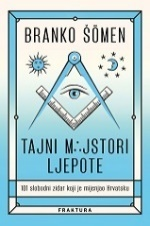 BRANKO ŠÖMEN
TAJNI M∴JSTORI
LJEPOTE
101 slobodni zidar koji je mijenjao Hrvatsku
FRAKTURA